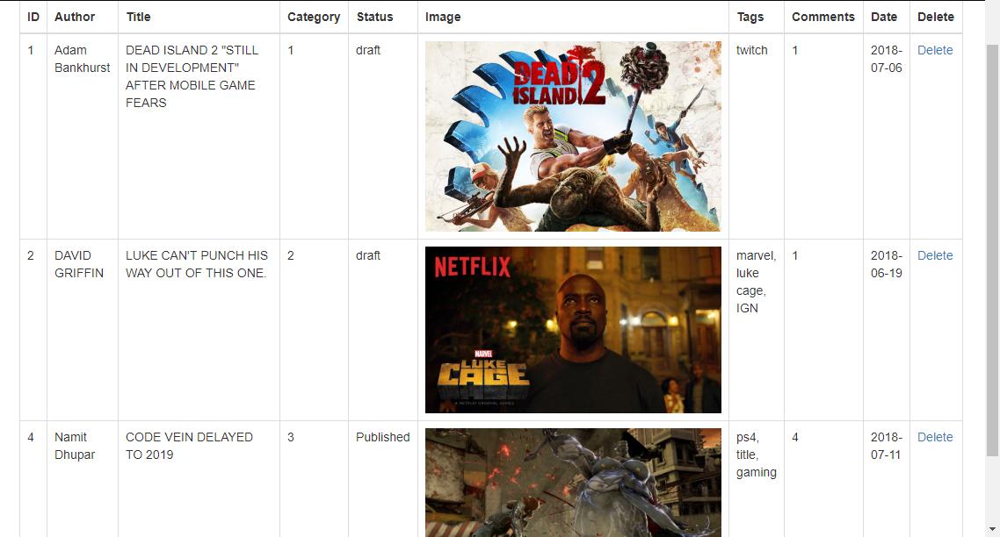 ID Author Title Category Status Image Tags Comments Date Delete
1 Adam DEAD ISLAND 2 "STILL 1 draft twitch 1 2018- Delete
Bankhurst IN DEVELOPMENT" 07-06
AFTER MOBILE GAME
FEARS
DEAD
ISLAND 2
2 DAVID LUKE CAN'T PUNCH HIS 2 draft marvel, 1 2018- Delete
GRIFFIN WAY OUT OF THIS ONE. luke 06-19
cage,
IGN
NETFLIX
MARVEL
LUKE
CAGE
A NETFLIX ORIGINAL SERIES
4 Namit CODE VEIN DELAYED 3 Published ps4, 4 2018- Delete
Dhupar TO 2019 title, 07-11
gaming